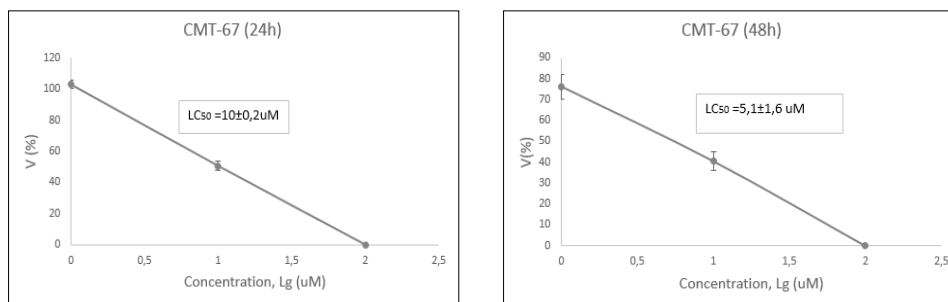 CMT-67 (24h)
120
100
80
60
40
20
0
V (%)
LC50 =10±0,2uM
0 0,5 1 1,5 2 2,5
Concentration, Lg (uM)
CMT-67 (48h)
90
80
70
60
50
40
30
20
10
0
V(%)
LC50 =5,1±1,6 uM
0 0,5 1 1,5 2 2,5
Concentration, Lg (uM)